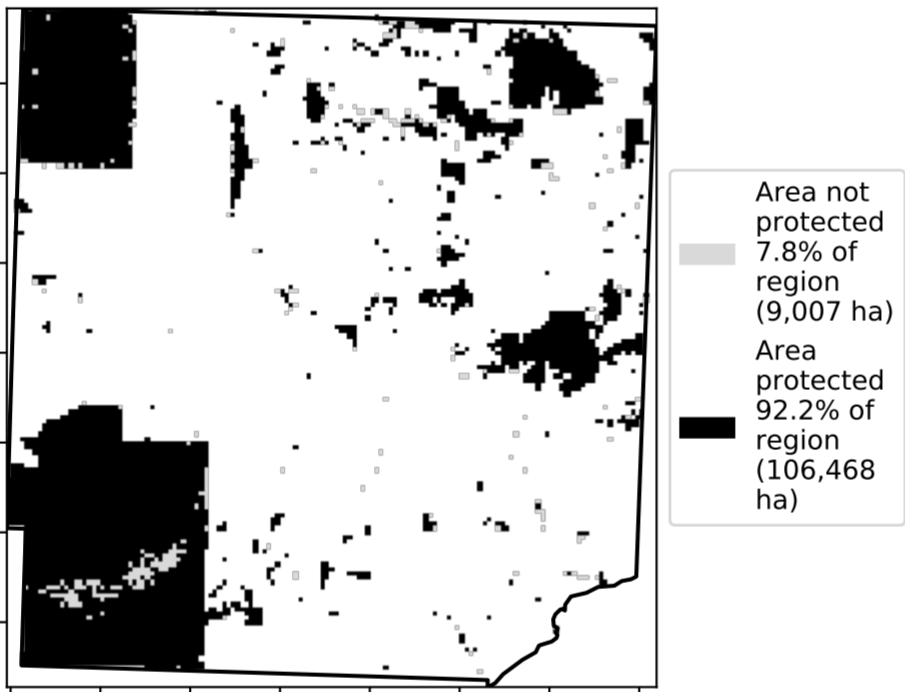 Area not
protected
7.8% of
region
(9,007 ha)
Area
protected
92.2% of
region
(106,468
ha)